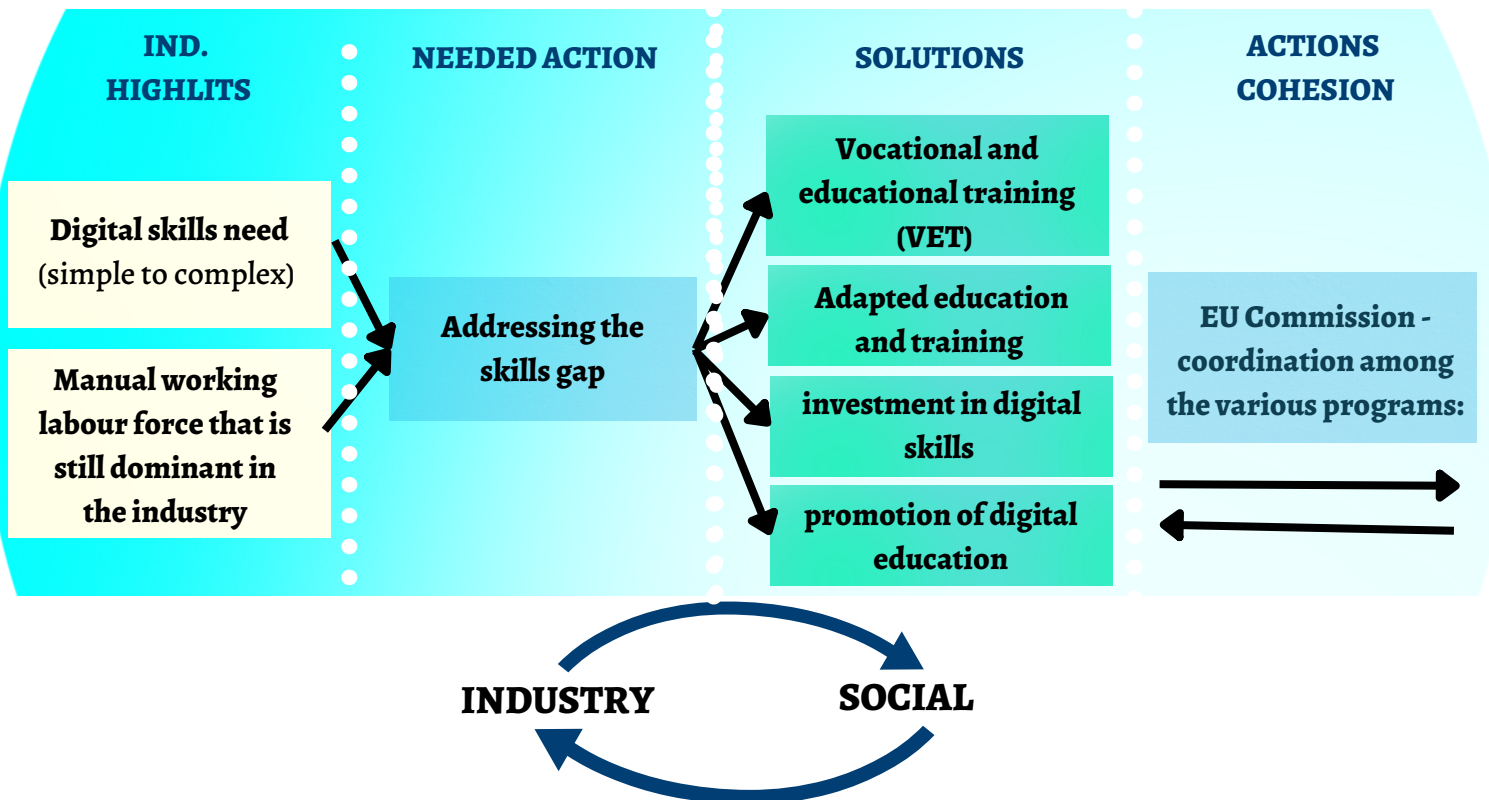 IND.
HIGHLITS
NEEDED ACTION
SOLUTIONS
ACTIONS
COHESION
Digital skills need
(simple to complex)
Manual working
labour force that is
still dominant in
the industry
Addressing the
skills gap
Vocational and
educational training
(VET)
Adapted education
and training
investment in digital
skills
promotion of digital
education
EU Commission -
coordination among
the various programs:
INDUSTRY
SOCIAL